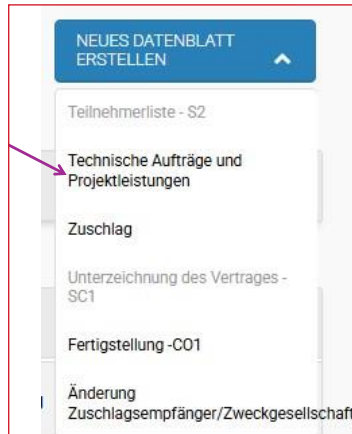 NEUES DATENBLATT
ERSTELLEN
Teilnehmerliste - S2
Technische Aufträge und
Projektleistungen
Zuschlag
Unterzeichnung des Vertrages -
SC1
Fertigstellung -CO1
Änderung
Zuschlagsempfänger/Zweckgesellschaft